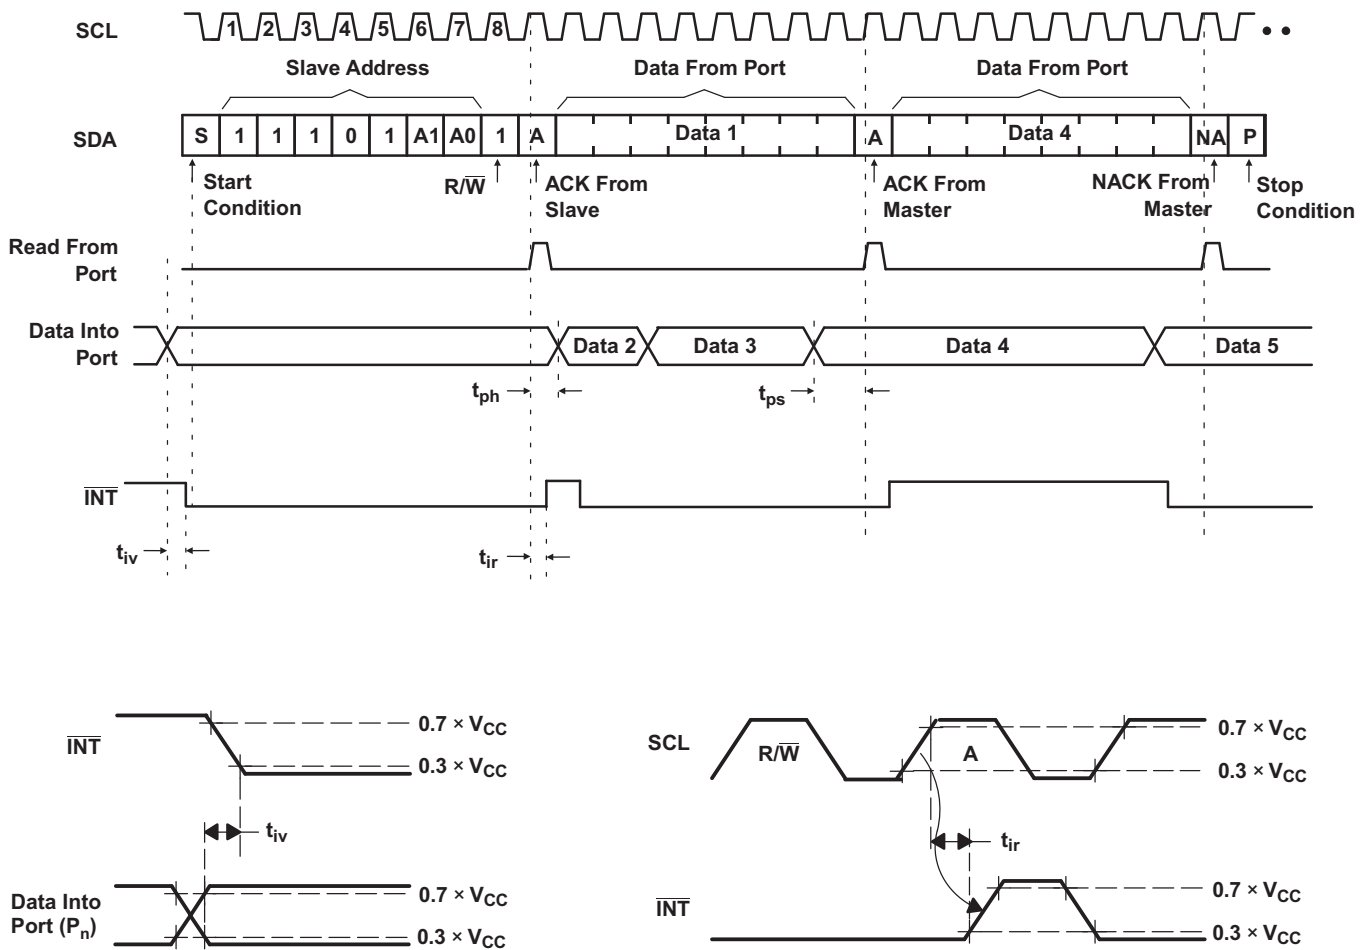 SCL 1 2 3 4 5 6 7 8
Slave Address Data From Port Data From Port
SDA S 1 1 1 0 1 A1 A0 1 A Data 1 A Data 4 NA P
Start
Condition
R/W̅
ACK From
Slave
ACK From
Master
NACK From
Master
Stop
Condition
Read From
Port
Data Into
Port
Data 2 Data 3 Data 4 Data 5
tph tps
I̅N̅T̅
tiv tir
I̅N̅T̅
0.7 × VCC
0.3 × VCC
tiv
Data Into
Port (Pn)
0.7 × VCC
0.3 × VCC
SCL R/W̅ A
0.7 × VCC
0.3 × VCC
tir
I̅N̅T̅
0.7 × VCC
0.3 × VCC